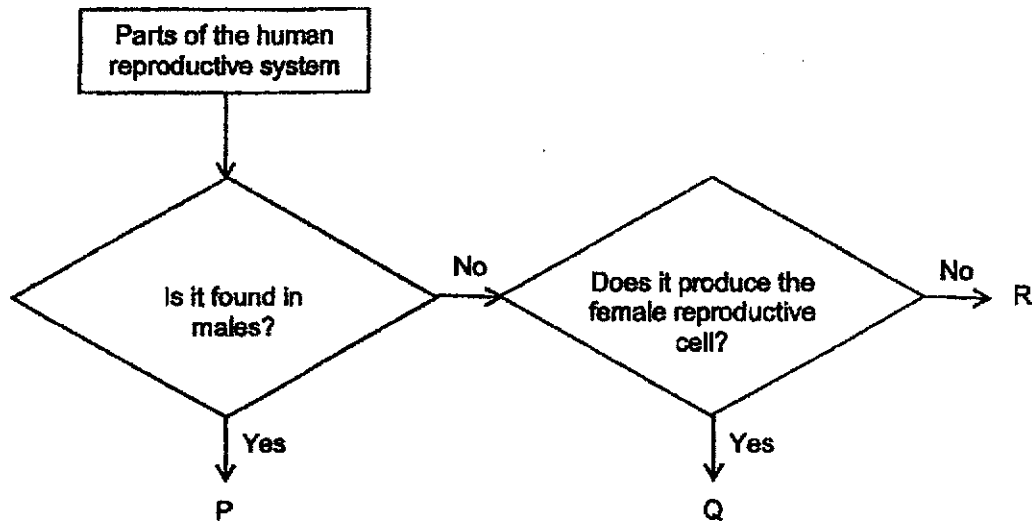 Parts of the human
reproductive system
Is it found in
males?
No
Does it produce the
female reproductive
cell?
No
R
Yes
P
Yes
Q